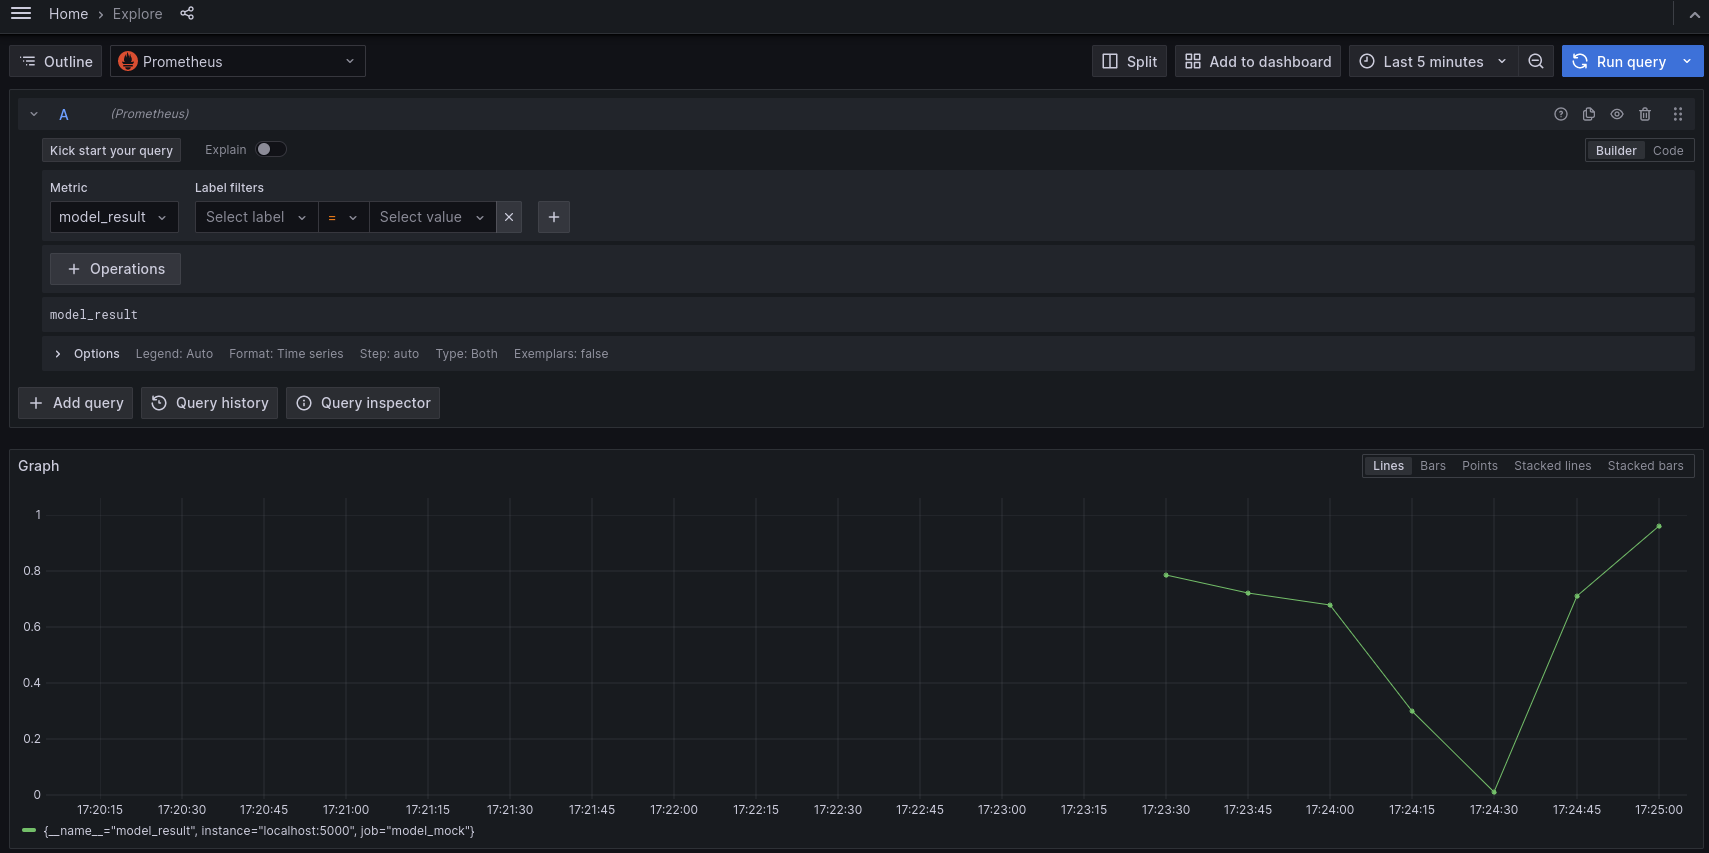 Home › Explore
Outline Prometheus Split Add to dashboard Last 5 minutes Run query
A (Prometheus)
Kick start your query Explain Builder Code
Metric Label filters
model_result Select label = Select value
+ Operations
model_result
Options Legend: Auto Format: Time series Step: auto Type: Both Exemplars: false
+ Add query Query history Query inspector
Graph Lines Bars Points Stacked lines Stacked bars
1
0.8
0.6
0.4
0.2
0
17:20:15 17:20:30 17:20:45 17:21:00 17:21:15 17:21:30 17:21:45 17:22:00 17:22:15 17:22:30 17:22:45 17:23:00 17:23:15 17:23:30 17:23:45 17:24:00 17:24:15 17:24:30 17:24:45 17:25:00
{__name__="model_result", instance="localhost:5000", job="model_mock"}